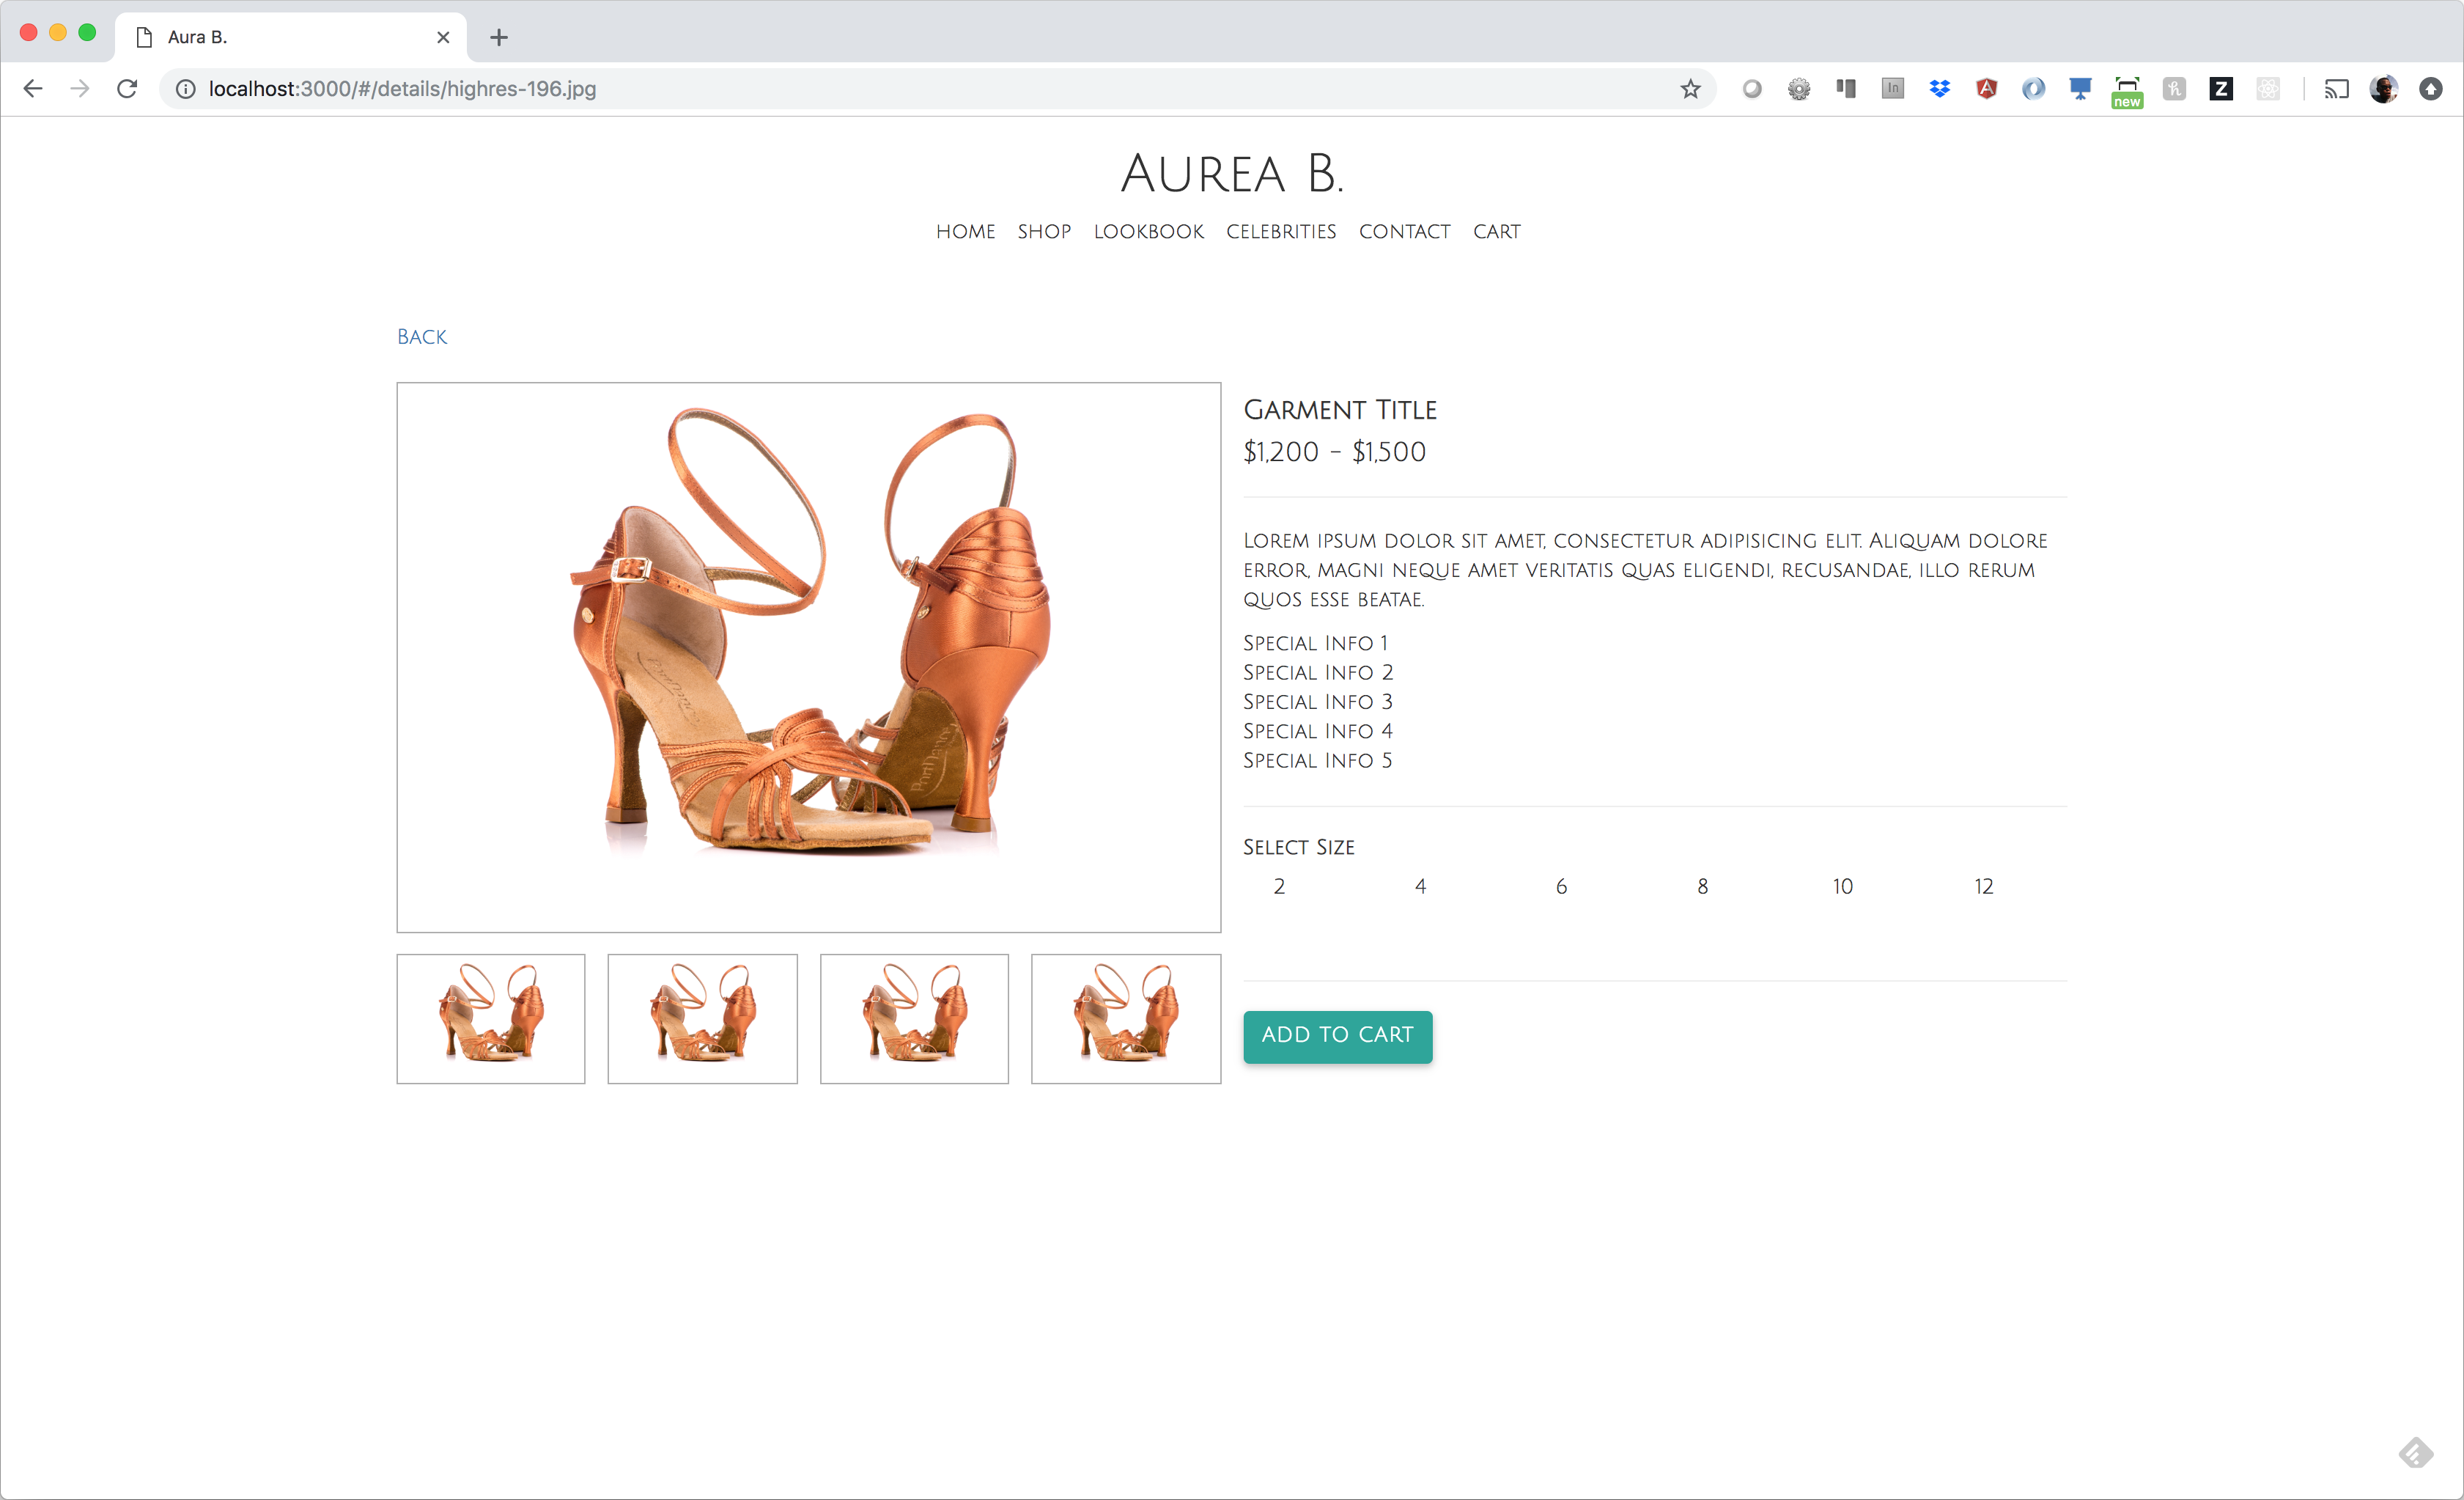 Aura B.
localhost:3000/#/details/highres-196.jpg
In
new
Z
Aurea B.
HOME SHOP LOOKBOOK CELEBRITIES CONTACT CART
Back
Garment Title
$1,200 - $1,500
Lorem ipsum dolor sit amet, consectetur adipisicing elit. Aliquam dolore
error, magni neque amet veritatis quas eligendi, recusandae, illo rerum
quos esse beatae.
Special Info 1
Special Info 2
Special Info 3
Special Info 4
Special Info 5
Select Size
2 4 6 8 10 12
ADD TO CART